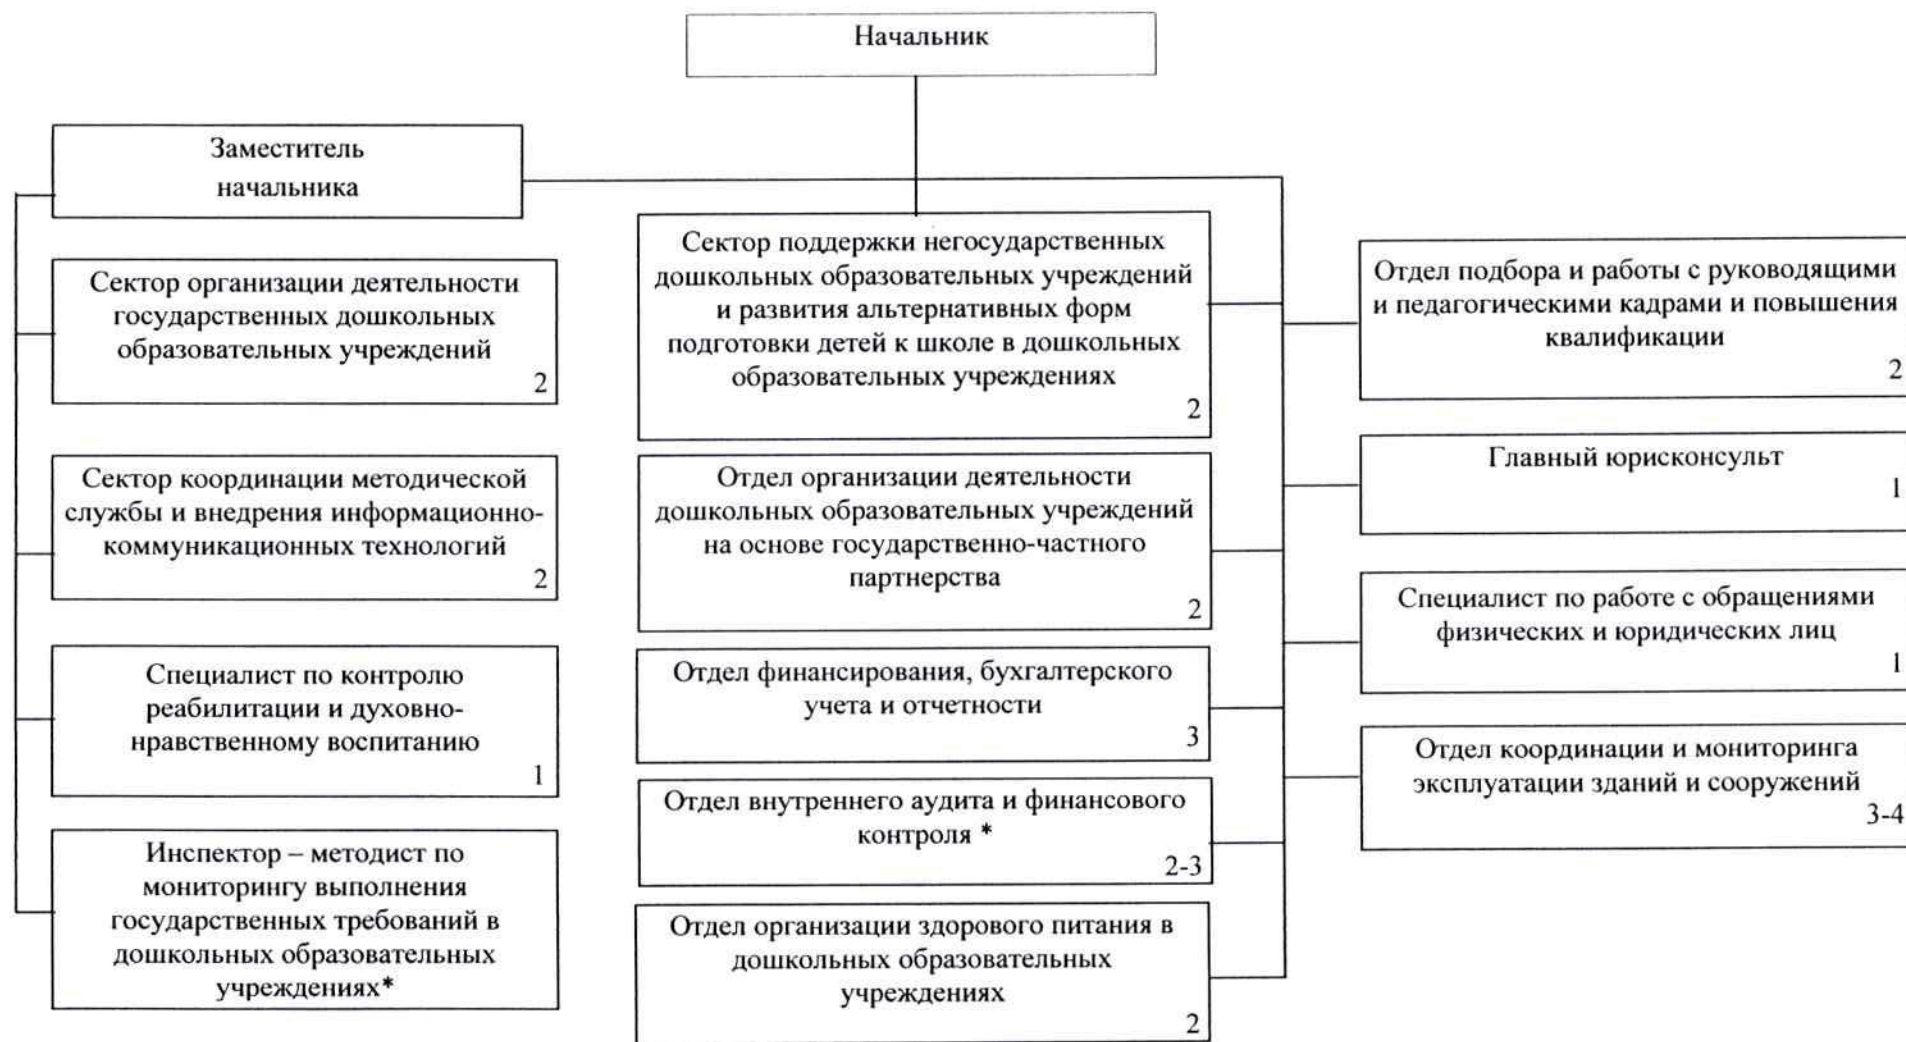 Начальник
Заместитель
начальника
Сектор организации деятельности
государственных дошкольных
образовательных учреждений
2
Сектор координации методической
службы и внедрения информационно-
коммуникационных технологий
2
Специалист по контролю
реабилитации и духовно-
нравственному воспитанию
1
Инспектор – методист по
мониторингу выполнения
государственных требований в
дошкольных образовательных
учреждениях*
Сектор поддержки негосударственных
дошкольных образовательных учреждений
и развития альтернативных форм
подготовки детей к школе в дошкольных
образовательных учреждениях
2
Отдел организации деятельности
дошкольных образовательных учреждений
на основе государственно-частного
партнерства
2
Отдел финансирования, бухгалтерского
учета и отчетности
3
Отдел внутреннего аудита и финансового
контроля *
2-3
Отдел организации здорового питания в
дошкольных образовательных
учреждениях
2
Отдел подбора и работы с руководящими
и педагогическими кадрами и повышения
квалификации
2
Главный юрисконсульт
1
Специалист по работе с обращениями
физических и юридических лиц
1
Отдел координации и мониторинга
эксплуатации зданий и сооружений
3-4